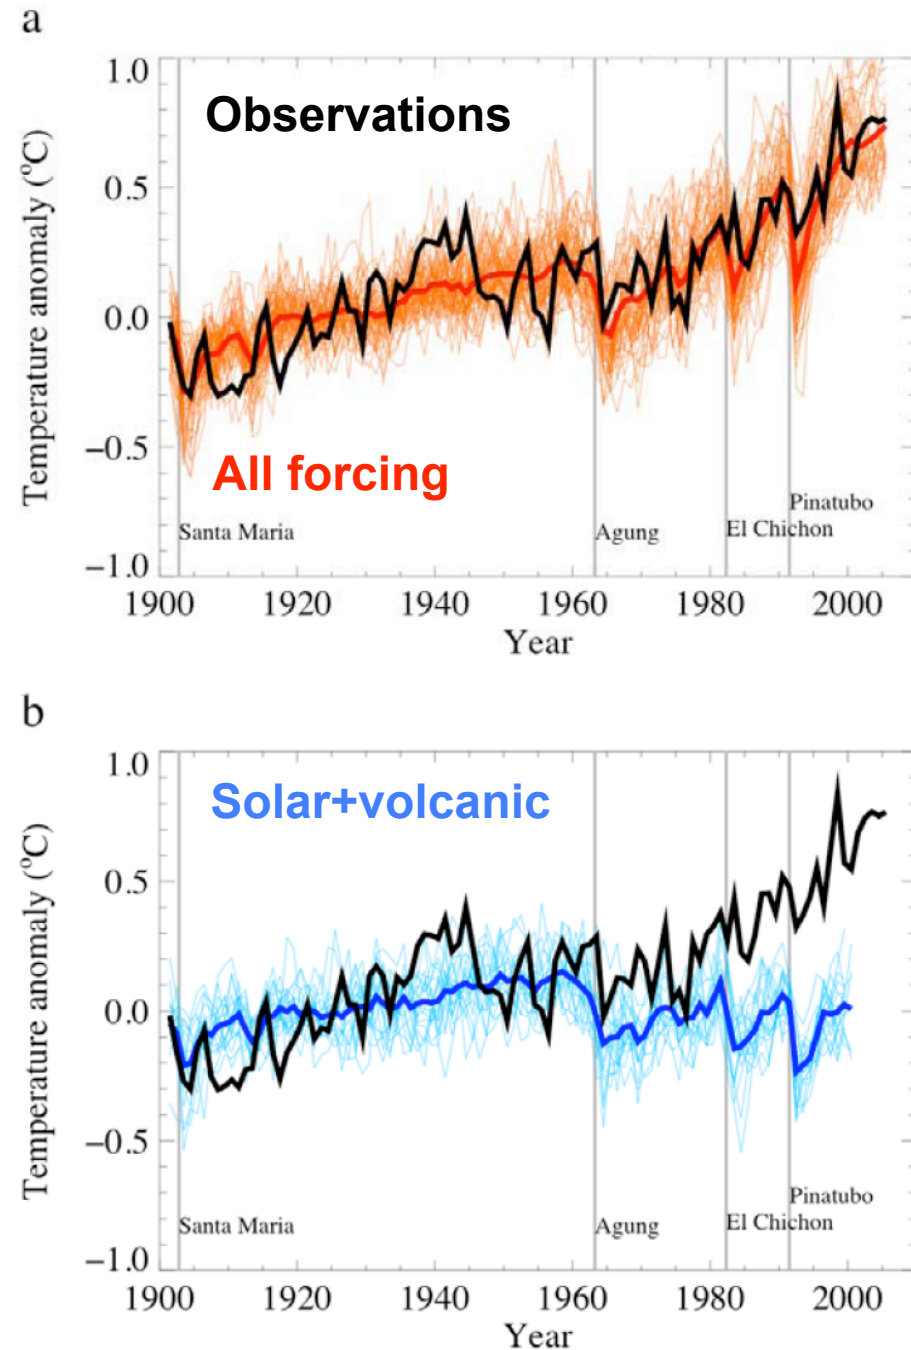 a
Temperature anomaly (°C)
1.0
0.5
0.0
−0.5
−1.0
Observations
All forcing
Santa Maria
Agung
El Chichon
Pinatubo
1900 1920 1940 1960 1980 2000
Year
b
Temperature anomaly (°C)
1.0
0.5
0.0
−0.5
−1.0
Solar+volcanic
Santa Maria
Agung
El Chichon
Pinatubo
1900 1920 1940 1960 1980 2000
Year